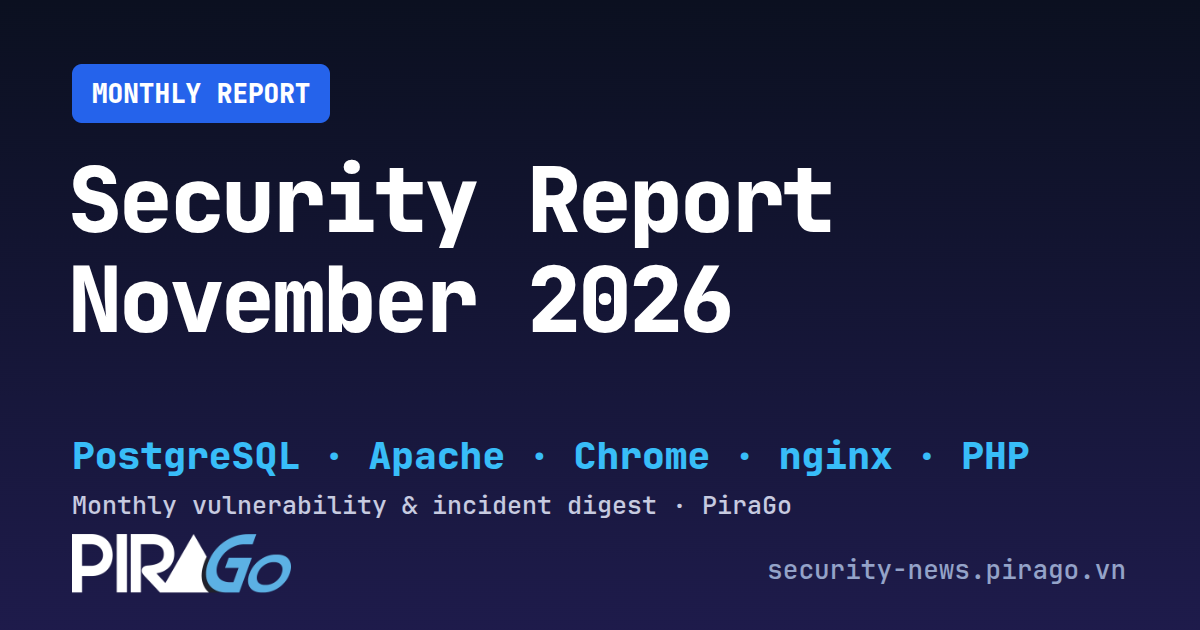 MONTHLY REPORT
Security Report
November 2026
PostgreSQL · Apache · Chrome · nginx · PHP
Monthly vulnerability & incident digest · PiraGo
PIRAGo
security-news.pirago.vn